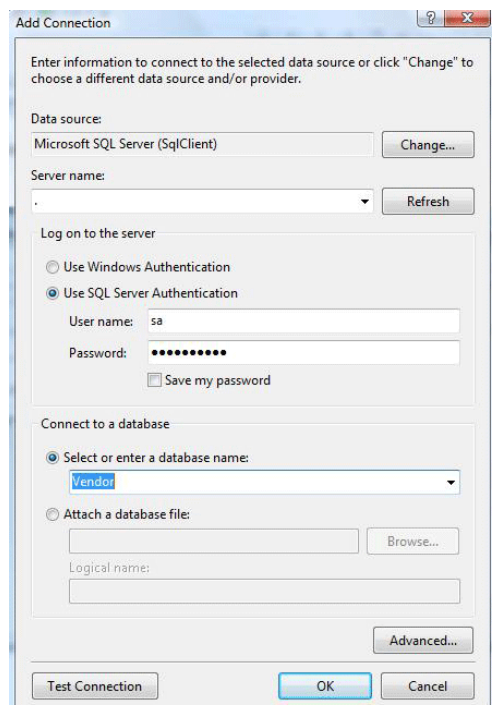 Add Connection
?
X
Enter information to connect to the selected data source or click "Change" to
choose a different data source and/or provider.
Data source:
Microsoft SQL Server (SqlClient)
Change...
Server name:
.
Refresh
Log on to the server
Use Windows Authentication
Use SQL Server Authentication
User name:
sa
Password:
●●●●●●●●●●
Save my password
Connect to a database
Select or enter a database name:
Vendor
Attach a database file:
Browse...
Logical name:
Advanced...
Test Connection
OK
Cancel